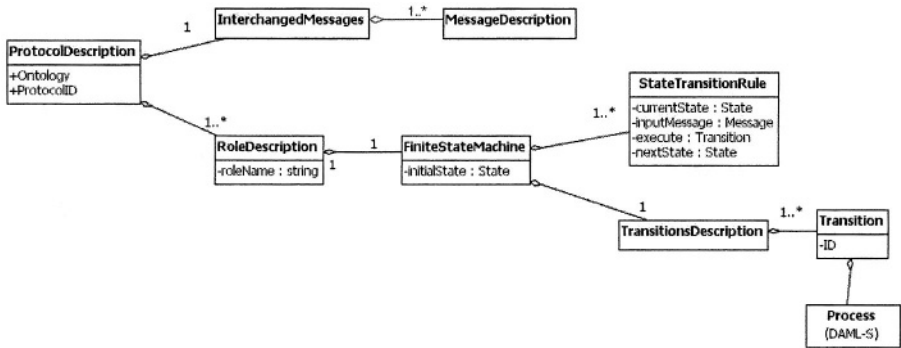 InterchangedMessages
1..*
MessageDescription
1
ProtocolDescription
+Ontology
+ProtocolID
1..*
RoleDescription
-roleName : string
1
1
FiniteStateMachine
-initialState : State
1..*
StateTransitionRule
-currentState : State
-inputMessage : Message
-execute : Transition
-nextState : State
1
TransitionsDescription
1..*
Transition
-ID
Process
(DAML-S)